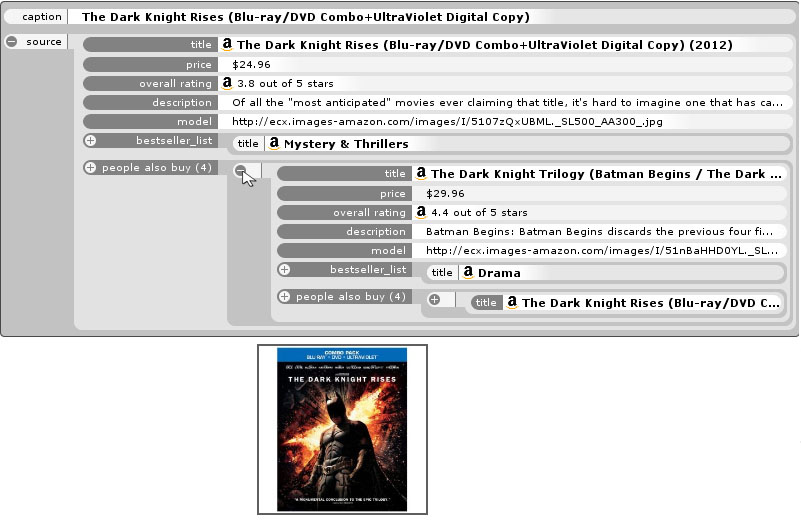 caption The Dark Knight Rises (Blu-ray/DVD Combo+UltraViolet Digital Copy)
source
title a The Dark Knight Rises (Blu-ray/DVD Combo+UltraViolet Digital Copy) (2012)
price $24.96
overall rating a 3.8 out of 5 stars
description Of all the "most anticipated" movies ever claiming that title, it's hard to imagine one that has ca...
model http://ecx.images-amazon.com/images/I/5107zQxUBML._SL500_AA300_.jpg
bestseller_list title a Mystery & Thrillers
people also buy (4)
title a The Dark Knight Trilogy (Batman Begins / The Dark ...
price $29.96
overall rating a 4.4 out of 5 stars
description Batman Begins: Batman Begins discards the previous four fi...
model http://ecx.images-amazon.com/images/I/51nBaHHD0YL._SL...
bestseller_list title a Drama
people also buy (4) title a The Dark Knight Rises (Blu-ray/DVD C...
COMBO PACK
BLU-RAY + DVD + ULTRAVIOLET
THE DARK KNIGHT RISES
"A MONUMENTAL CONCLUSION TO THE EPIC TRILOGY."